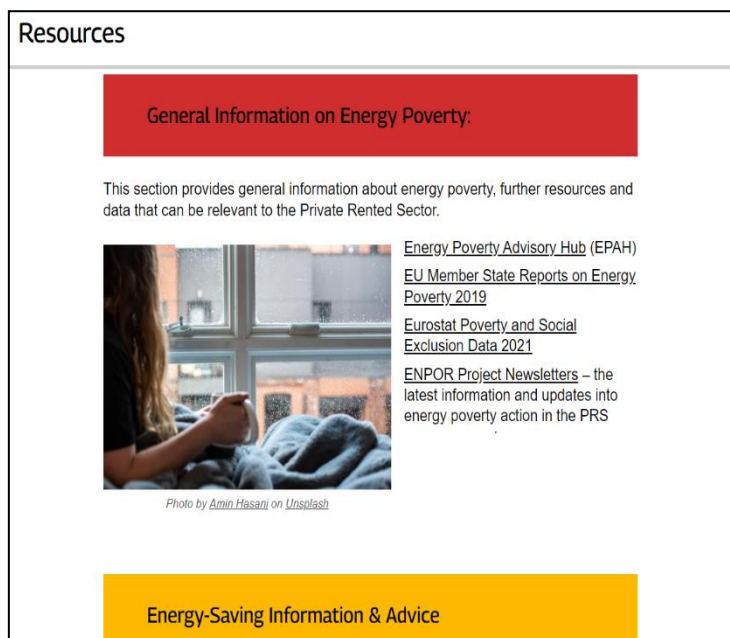 Resources
General Information on Energy Poverty:
This section provides general information about energy poverty, further resources and
data that can be relevant to the Private Rented Sector.
Energy Poverty Advisory Hub (EPAH)
EU Member State Reports on Energy
Poverty 2019
Eurostat Poverty and Social
Exclusion Data 2021
ENPOR Project Newsletters – the
latest information and updates into
energy poverty action in the PRS
Photo by Amin Hasani on Unsplash
Energy-Saving Information & Advice